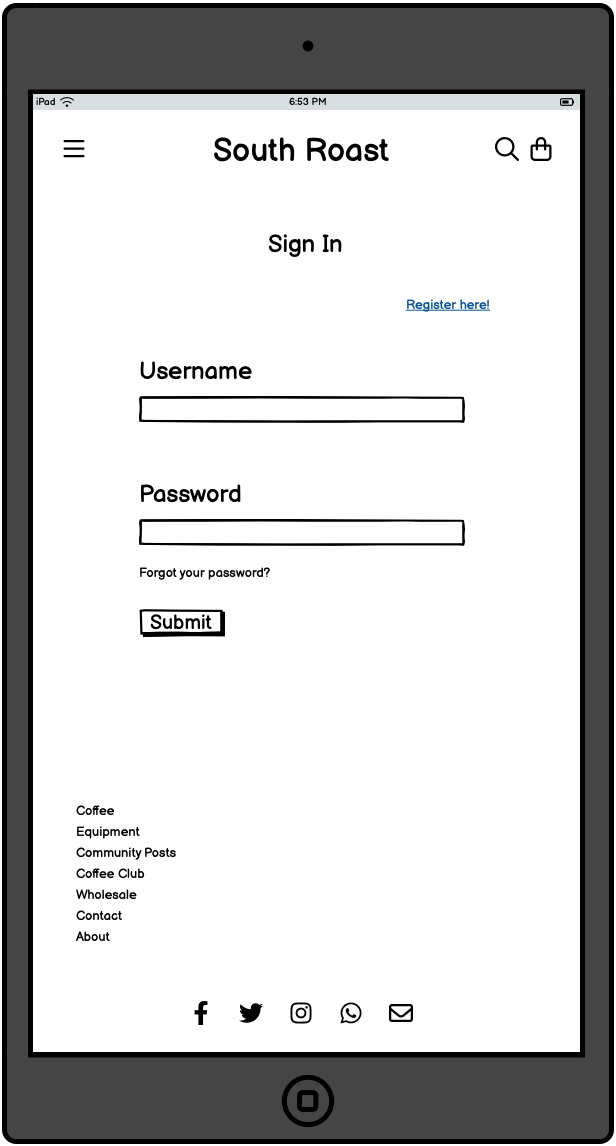 iPad 6:53 PM
South Roast
Sign In
Register here!
Username
Password
Forgot your password?
Submit
Coffee
Equipment
Community Posts
Coffee Club
Wholesale
Contact
About